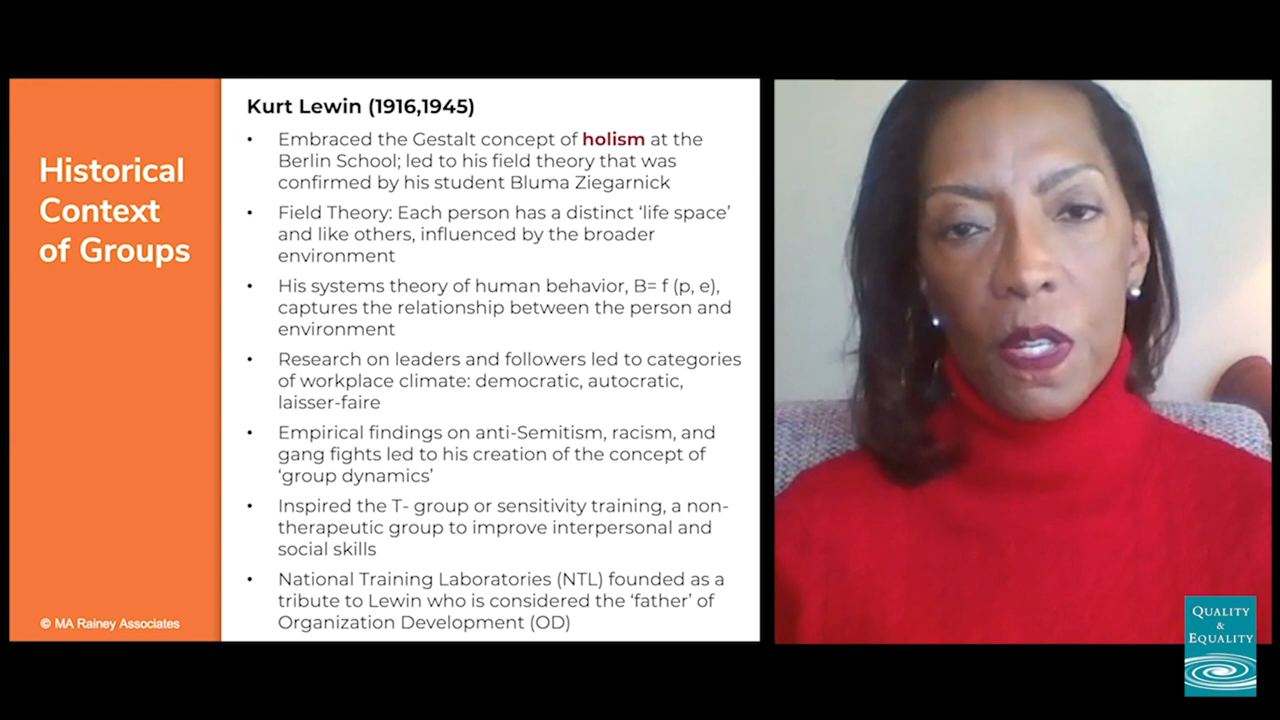 Historical
Context
of Groups
© MA Rainey Associates
Kurt Lewin (1916,1945)
• Embraced the Gestalt concept of holism at the
Berlin School; led to his field theory that was
confirmed by his student Bluma Ziegarnick
• Field Theory: Each person has a distinct ‘life space’
and like others, influenced by the broader
environment
• His systems theory of human behavior, B= f (p, e),
captures the relationship between the person and
environment
• Research on leaders and followers led to categories
of workplace climate: democratic, autocratic,
laisser-faire
• Empirical findings on anti-Semitism, racism, and
gang fights led to his creation of the concept of
‘group dynamics’
• Inspired the T- group or sensitivity training, a non-
therapeutic group to improve interpersonal and
social skills
• National Training Laboratories (NTL) founded as a
tribute to Lewin who is considered the ‘father’ of
Organization Development (OD)
QUALITY
&
EQUALITY